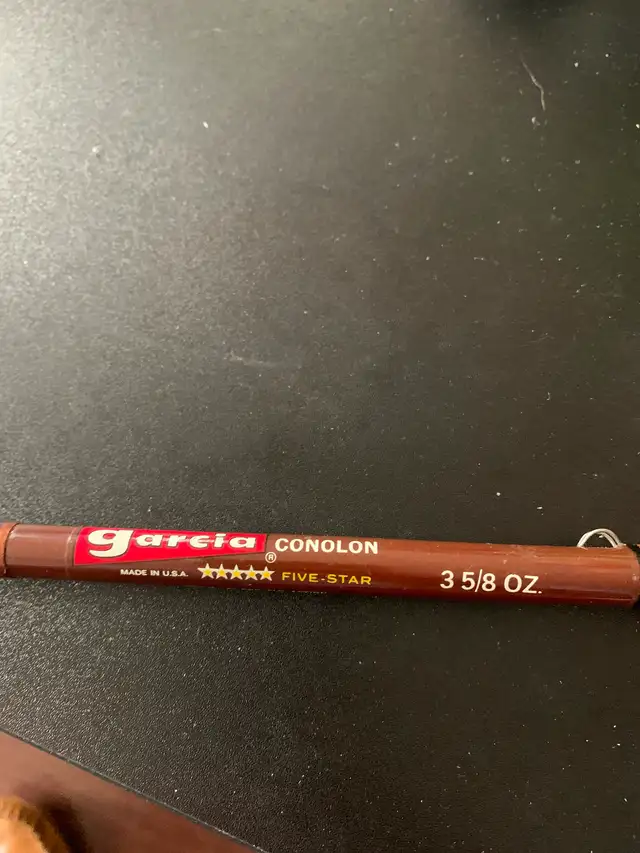 garcia® CONOLON
MADE IN U.S.A. ★★★★★ FIVE-STAR
3 5/8 OZ.